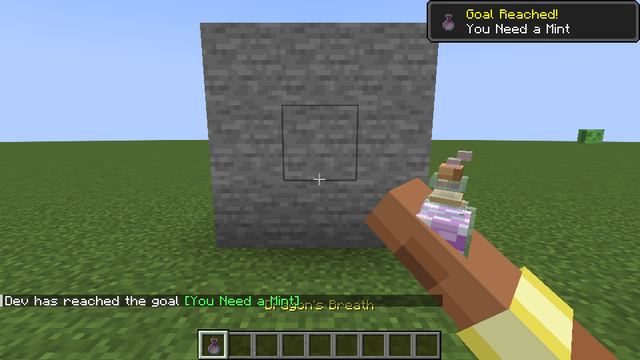 Goal Reached!
You Need a Mint
Dev has reached the goal [You Need a Mint]
Dragon's Breath